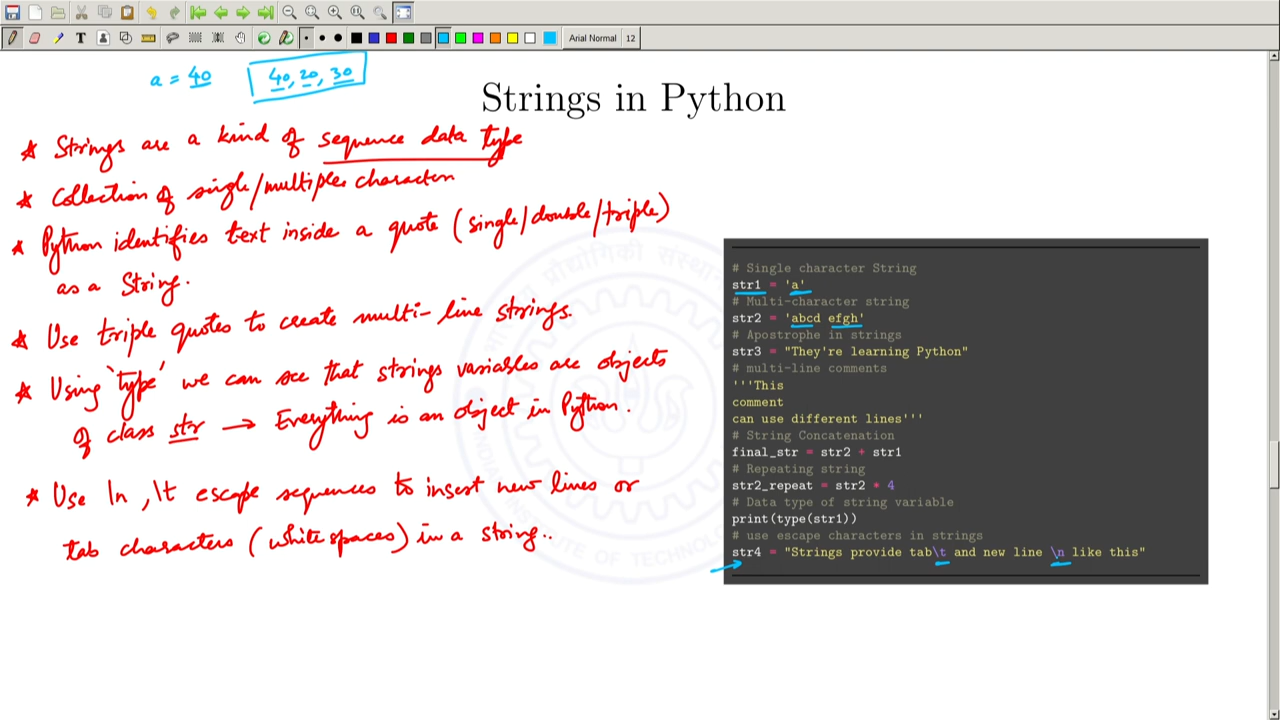 Arial Normal 12
a = 40 40, 20, 30
Strings in Python
★ Strings are a kind of sequence data type
★ Collection of single/multiple character
★ Python identifies text inside a quote (single/double/triple)
as a String.
★ Use triple quotes to create multi-line strings.
★ Using 'type' we can see that strings variables are objects
of class str → Everything is an object in Python.
★ Use \n, \t escape sequences to insert new lines or
tab characters (white spaces) in a string..
# Single character String
str1 = 'a'
# Multi-character string
str2 = 'abcd efgh'
# Apostrophe in strings
str3 = "They're learning Python"
# multi-line comments
'''This
comment
can use different lines'''
# String Concatenation
final_str = str2 + str1
# Repeating string
str2_repeat = str2 * 4
# Data type of string variable
print(type(str1))
# use escape characters in strings
str4 = "Strings provide tab\t and new line \n like this"